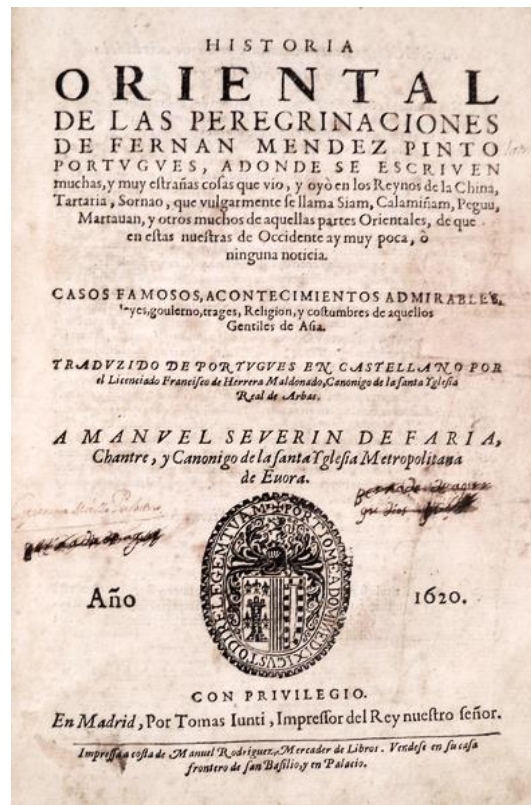 HISTORIA
ORIENTAL
DE LAS PEREGRINACIONES
DE FERNAN MENDEZ PINTO
PORTVGVES, ADONDE SE ESCRIVEN
muchas, y muy estrañas cosas que vio, y oyò en los Reynos de la China,
Tartaria, Sornao, que vulgarmente se llama Siam, Calamiñam, Peguu,
Martauan, y otros muchos de aquellas partes Orientales, de que
en estas nuestras de Occidente ay muy poca, ò
ninguna noticia.
CASOS FAMOSOS, ACONTECIMIENTOS ADMIRABLES,
gouierno, trages, Religion, y costumbres de aquellos
Gentiles de Asia.
TRADVZIDO DE PORTVGVES EN CASTELLANO POR
el Licenciado Francisco de Herrera Maldonado, Canonigo de la santa Yglesia
Real de Arbas.
A MANVEL SEVERIN DE FARIA,
Chantre, y Canonigo de la santa Yglesia Metropolitana
de Euora.
Año 1620.
CON PRIVILEGIO.
En Madrid, Por Tomas Iunti, Impressor del Rey nuestro señor.
Impressa a costa de Manuel Rodriguez, Mercader de Libros. Vendese en su casa
frontero de san Basilio, y en Palacio.